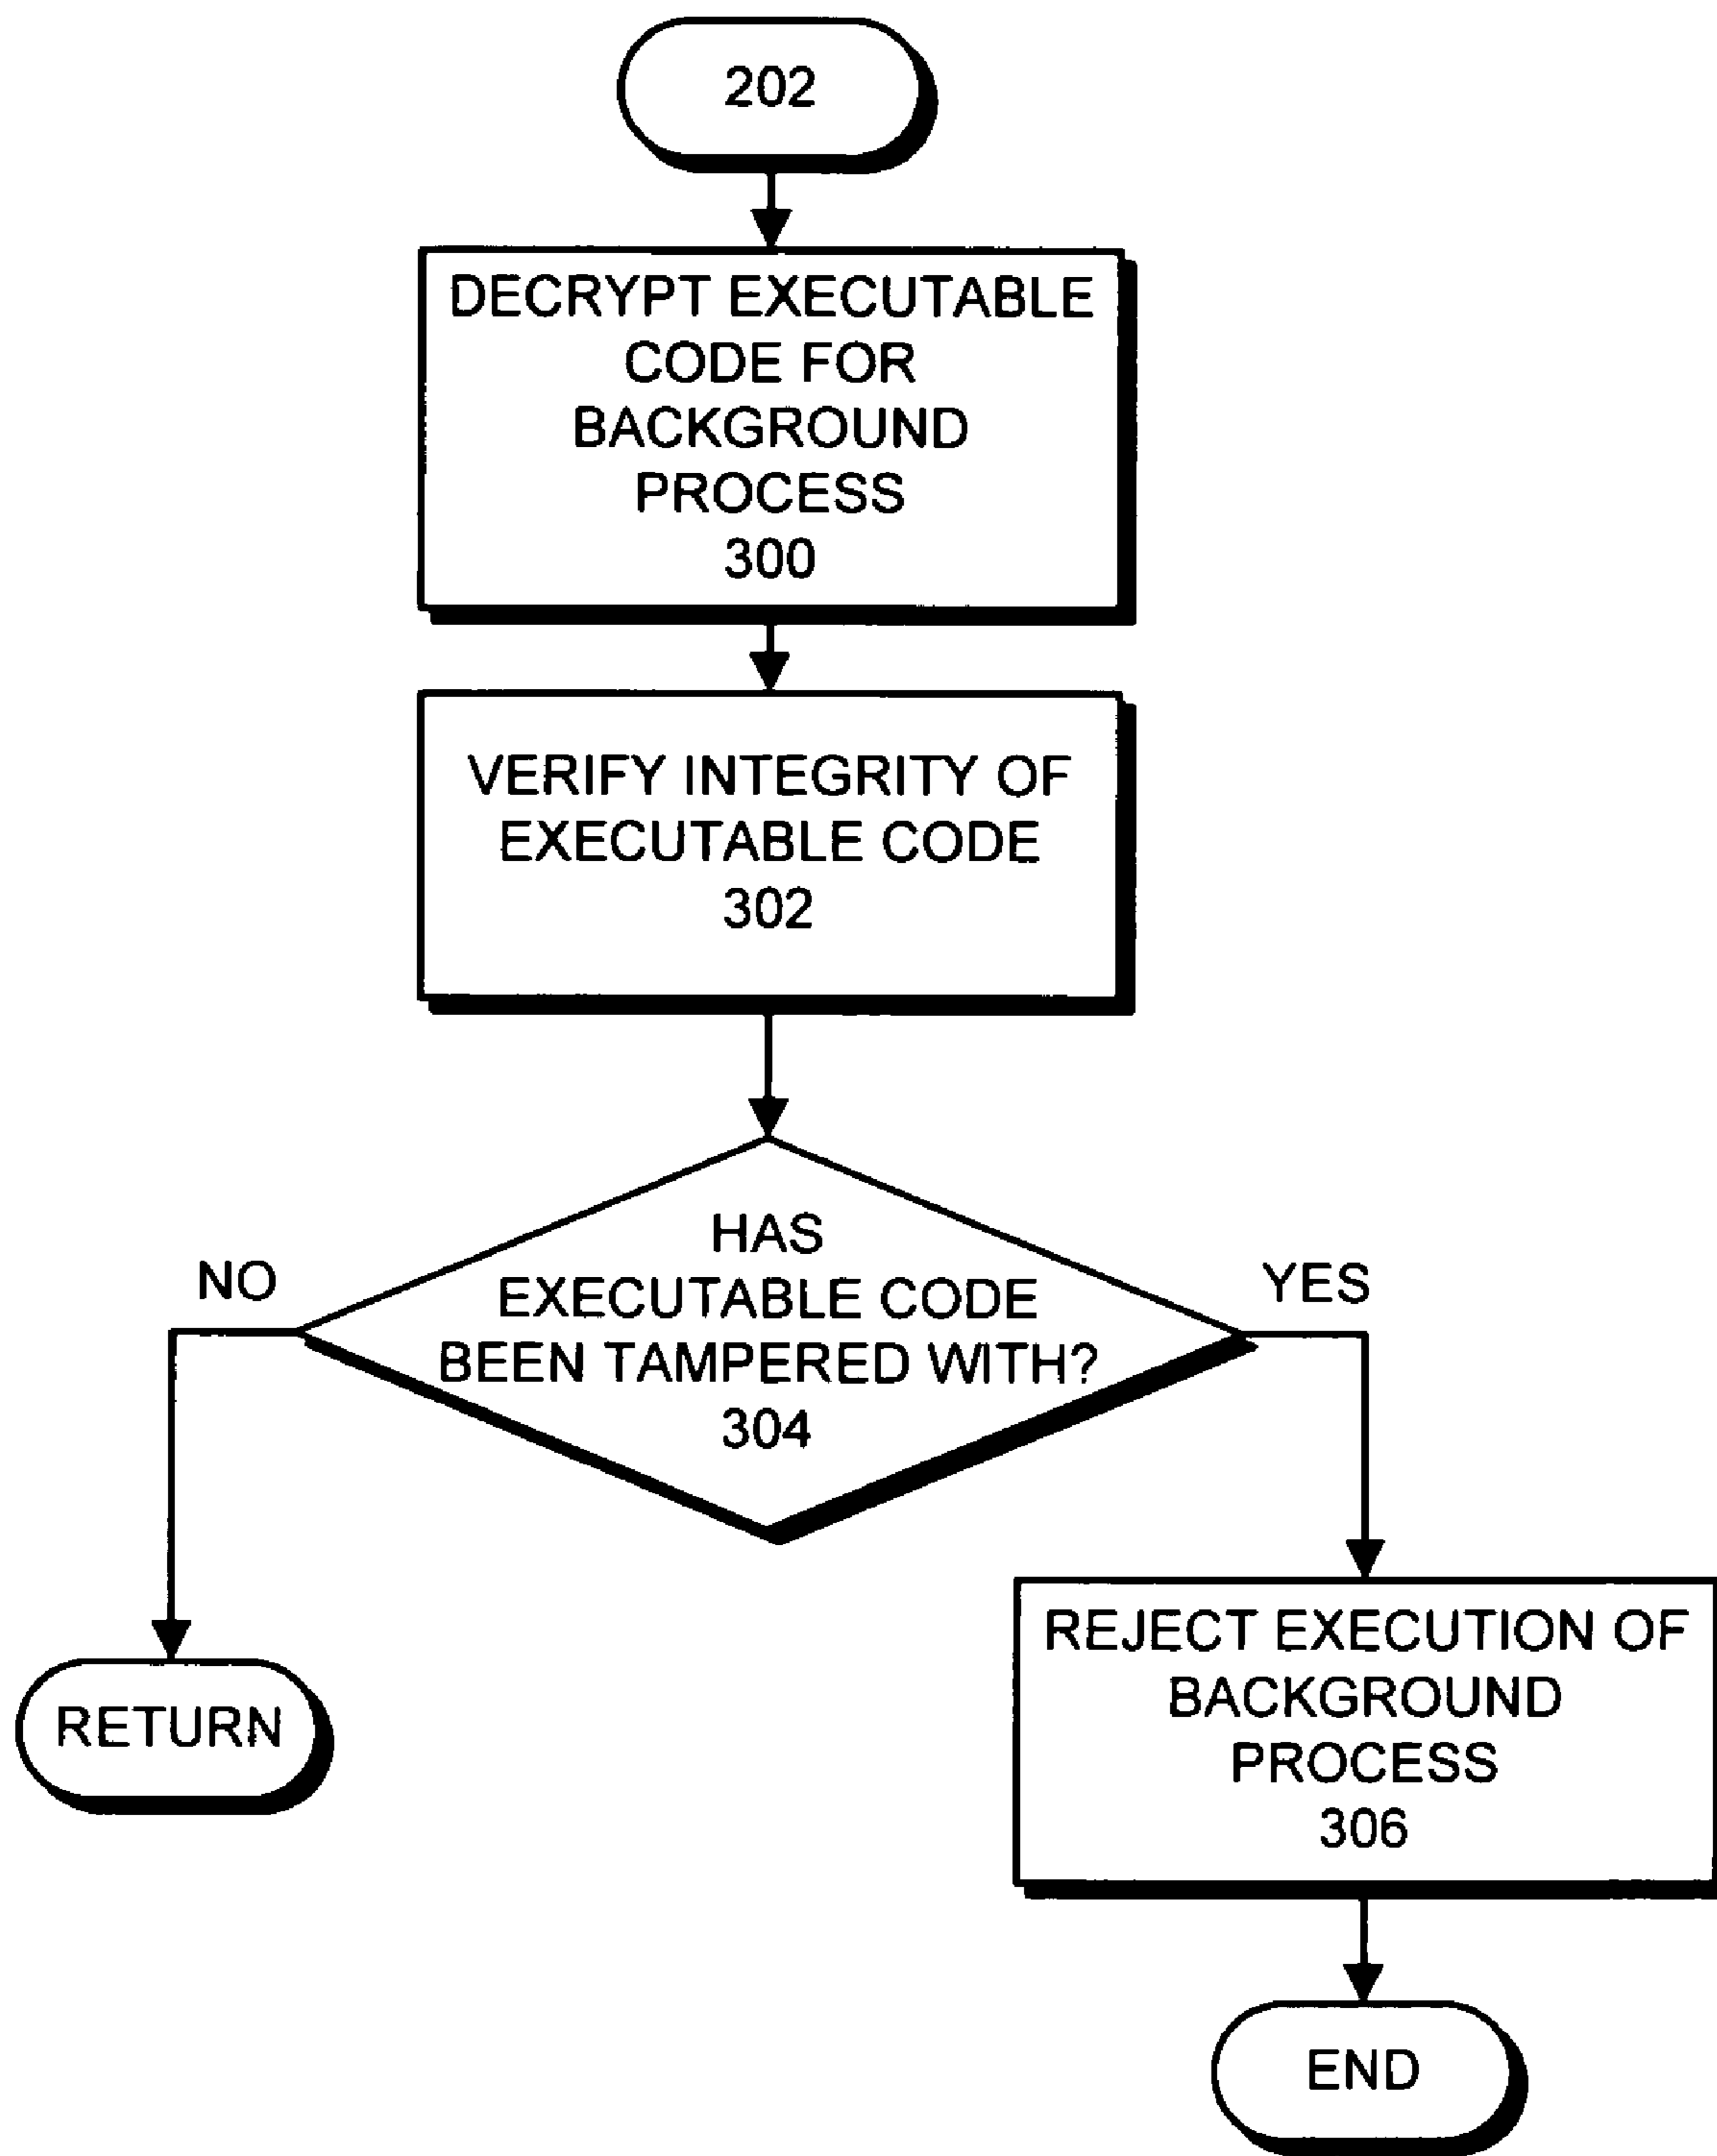 202
DECRYPT EXECUTABLE
CODE FOR
BACKGROUND
PROCESS
300
VERIFY INTEGRITY OF
EXECUTABLE CODE
302
HAS
EXECUTABLE CODE
BEEN TAMPERED WITH?
304
NO
YES
RETURN
REJECT EXECUTION OF
BACKGROUND
PROCESS
306
END